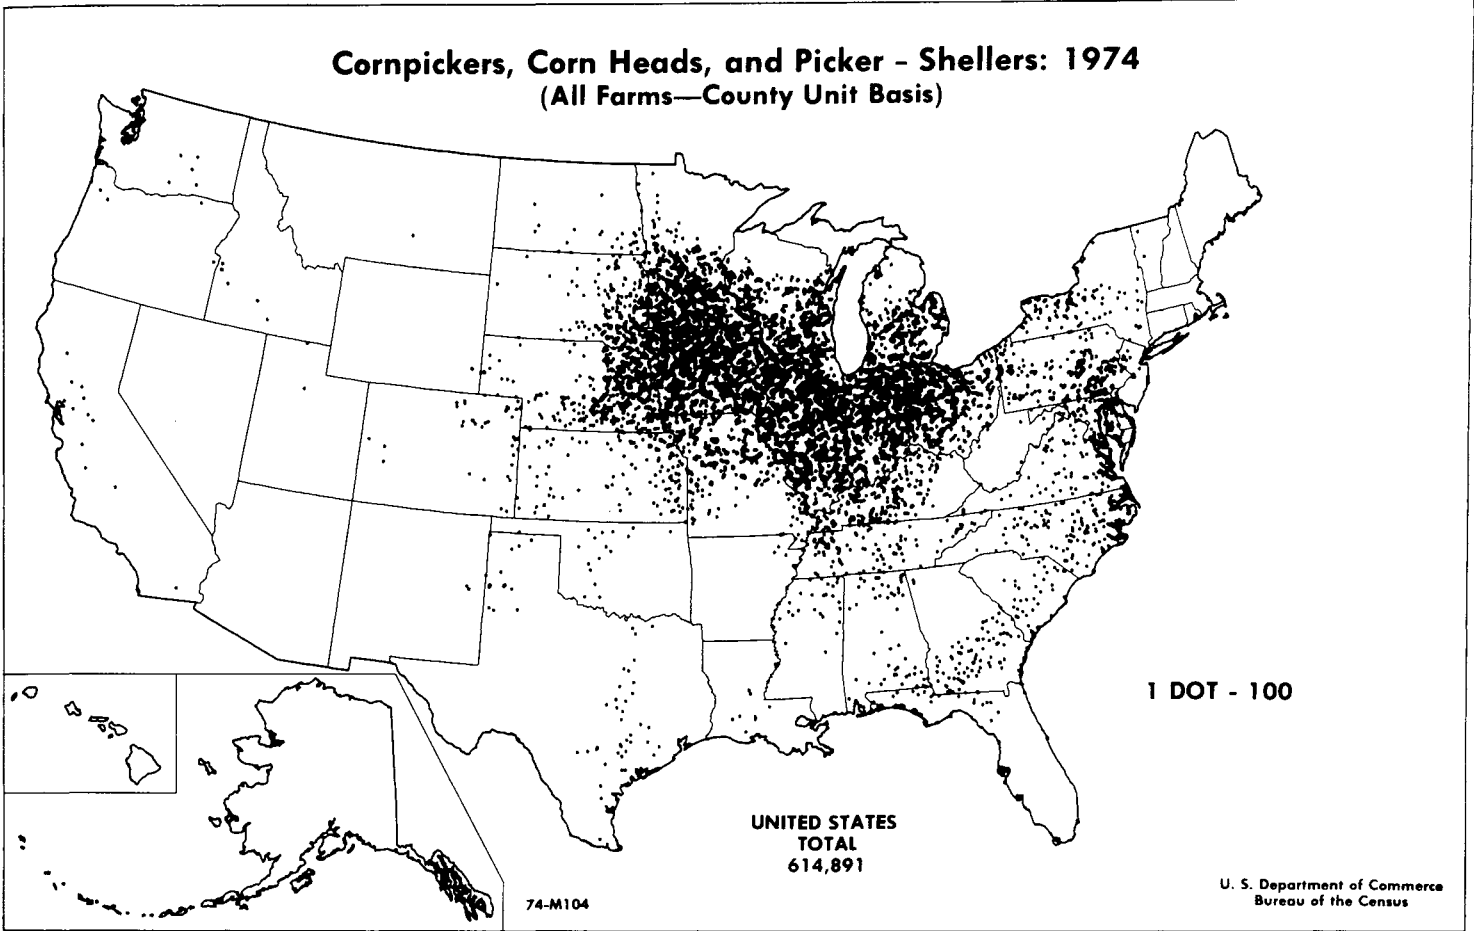 Cornpickers, Corn Heads, and Picker - Shellers: 1974
(All Farms—County Unit Basis)
1 DOT - 100
UNITED STATES
TOTAL
614,891
74-M104
U. S. Department of Commerce
Bureau of the Census